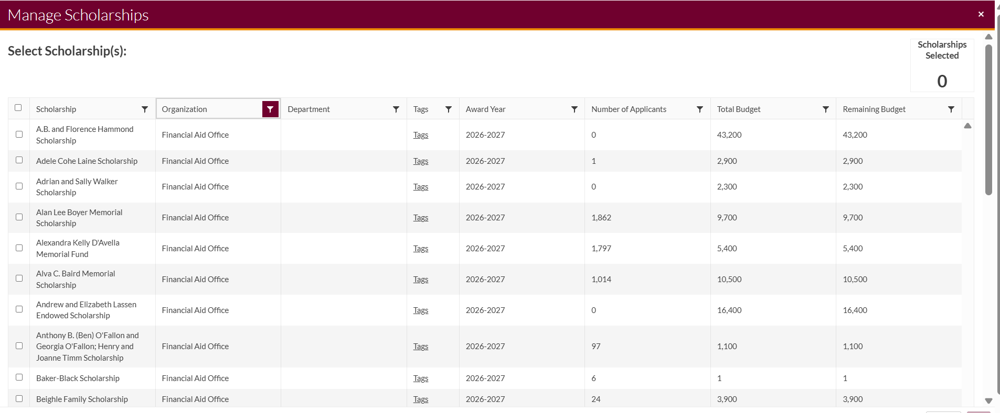 Manage Scholarships
×
Select Scholarship(s):
Scholarships
Selected
0
Scholarship Organization Department Tags Award Year Number of Applicants Total Budget Remaining Budget
A.B. and Florence Hammond
Scholarship
Financial Aid Office Tags 2026-2027 0 43,200 43,200
Adele Cohe Laine Scholarship Financial Aid Office Tags 2026-2027 1 2,900 2,900
Adrian and Sally Walker
Scholarship
Financial Aid Office Tags 2026-2027 0 2,300 2,300
Alan Lee Boyer Memorial
Scholarship
Financial Aid Office Tags 2026-2027 1,862 9,700 9,700
Alexandra Kelly D'Avella
Memorial Fund
Financial Aid Office Tags 2026-2027 1,797 5,400 5,400
Alva C. Baird Memorial
Scholarship
Financial Aid Office Tags 2026-2027 1,014 10,500 10,500
Andrew and Elizabeth Lassen
Endowed Scholarship
Financial Aid Office Tags 2026-2027 0 16,400 16,400
Anthony B. (Ben) O'Fallon and
Georgia O'Fallon; Henry and
Joanne Timm Scholarship
Financial Aid Office Tags 2026-2027 97 1,100 1,100
Baker-Black Scholarship Financial Aid Office Tags 2026-2027 6 1 1
Beighle Family Scholarship Financial Aid Office Tags 2026-2027 24 3,900 3,900